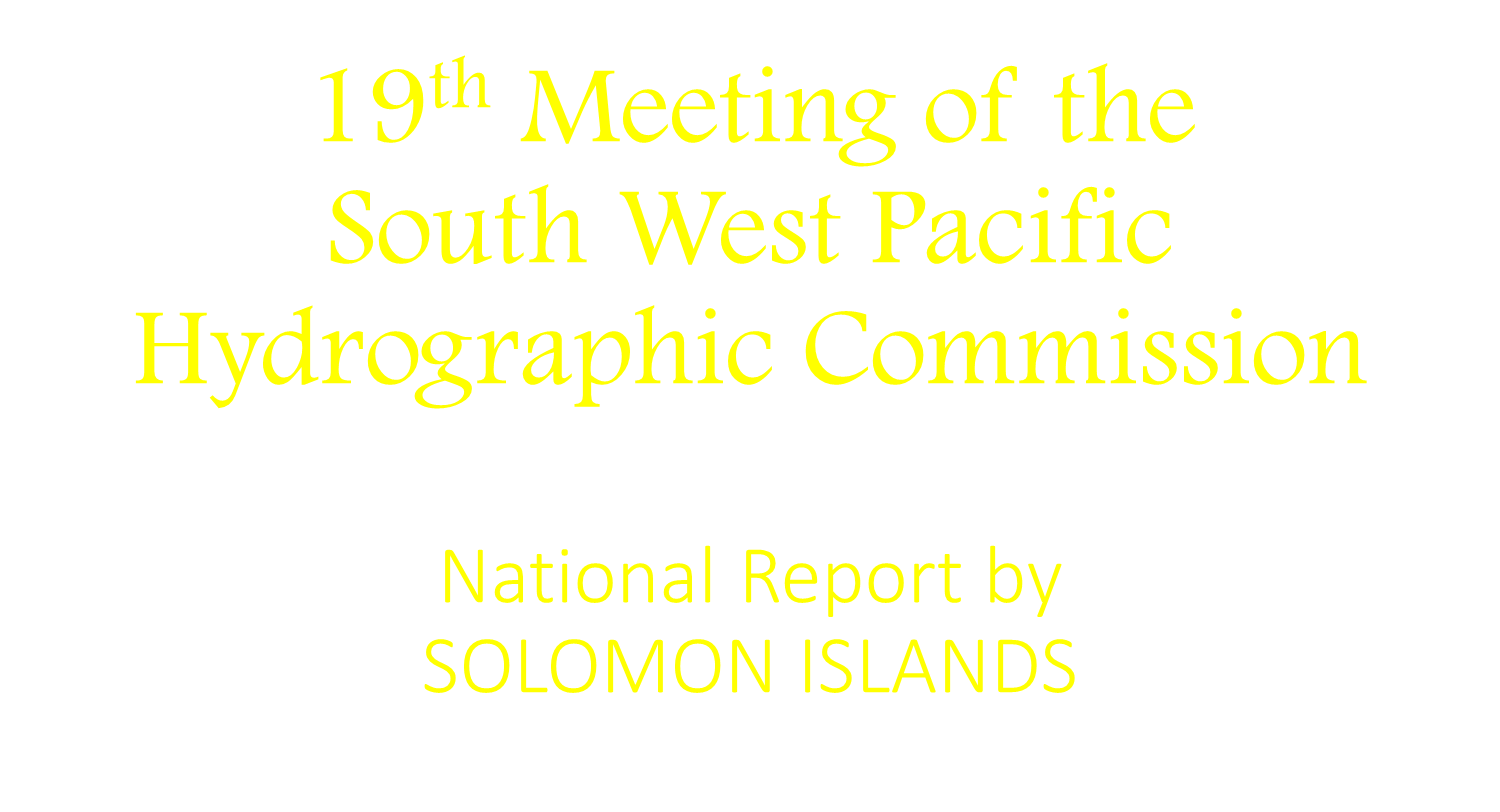 19th Meeting of the
South West Pacific
Hydrographic Commission
National Report by
SOLOMON ISLANDS